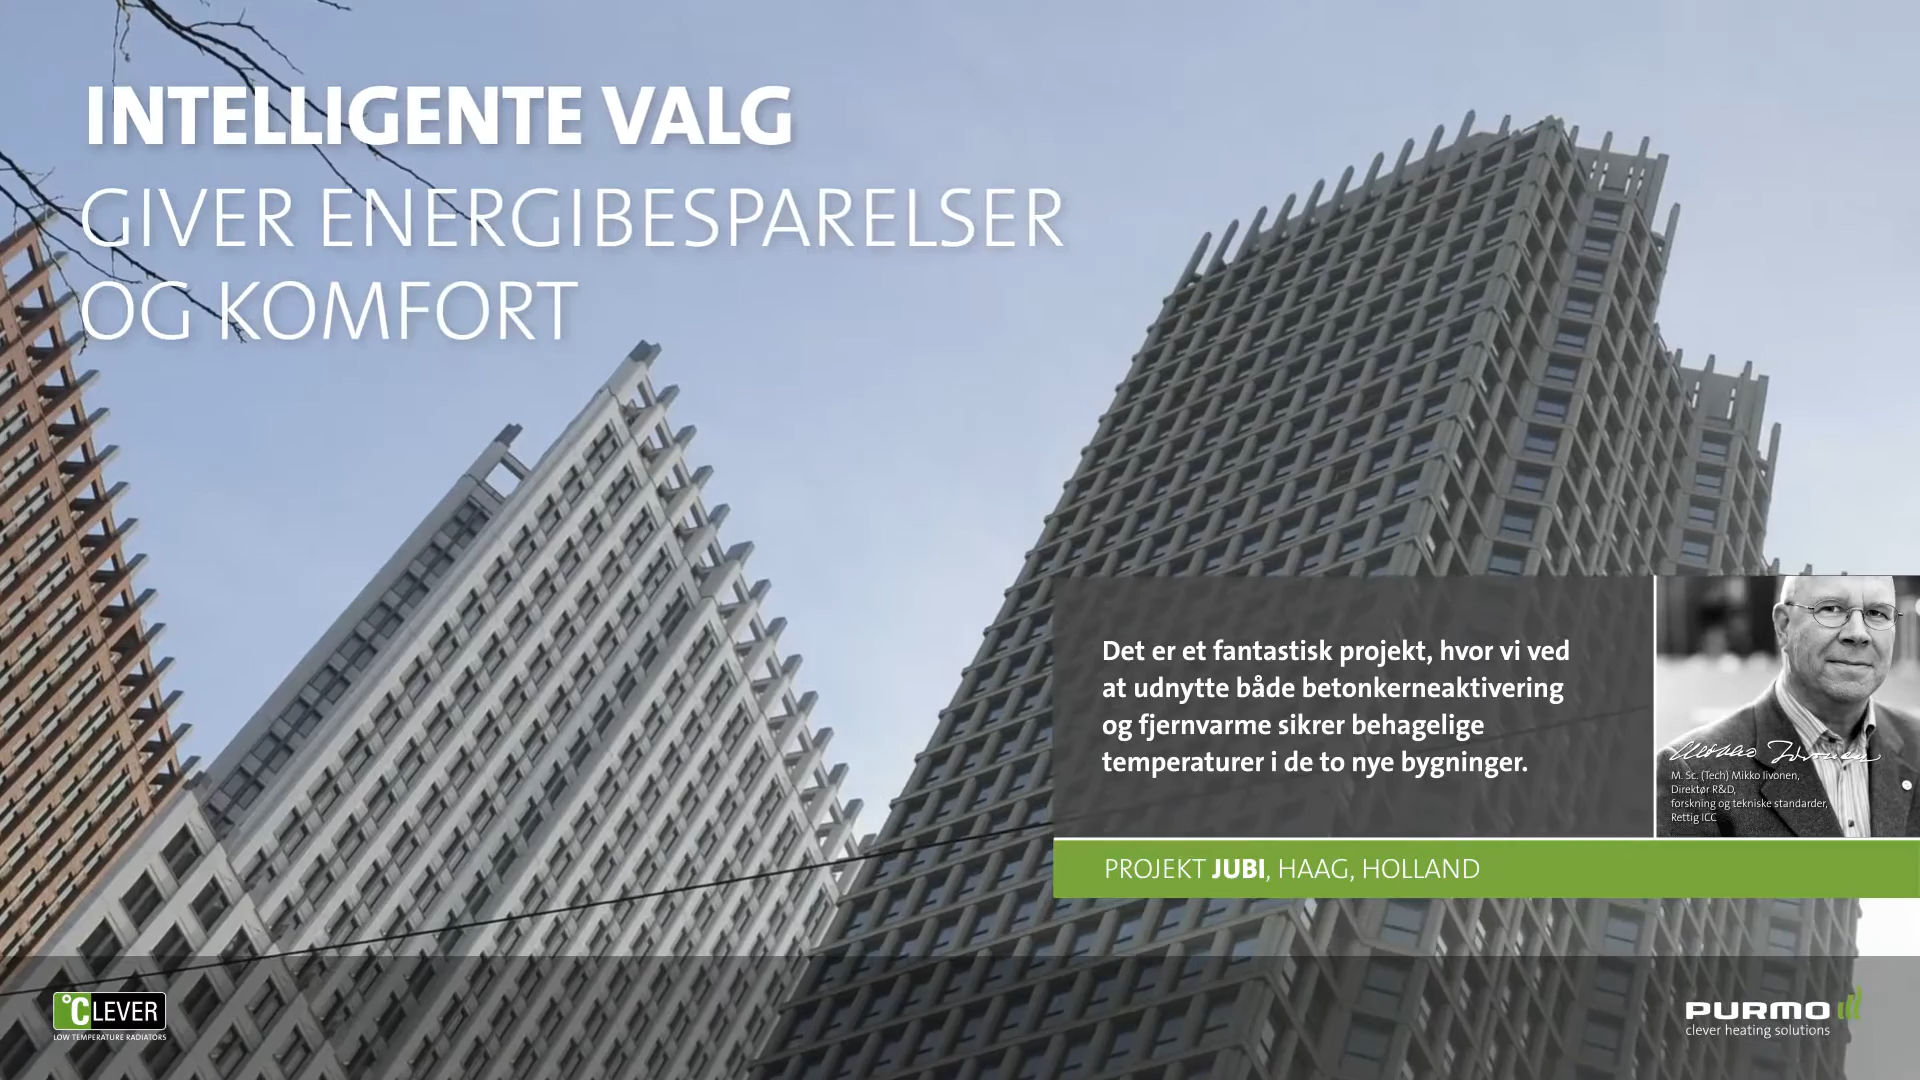 INTELLIGENTE VALG
GIVER ENERGIBESPARELSER
OG KOMFORT
Det er et fantastisk projekt, hvor vi ved
at udnytte både betonkerneaktivering
og fjernvarme sikrer behagelige
temperaturer i de to nye bygninger.
M. Sc. (Tech) Mikko Iivonen,
Direktør R&D,
forskning og tekniske standarder,
Rettig ICC
PROJEKT JUBI, HAAG, HOLLAND
°CLEVER
LOW TEMPERATURE RADIATORS
PURMO
clever heating solutions